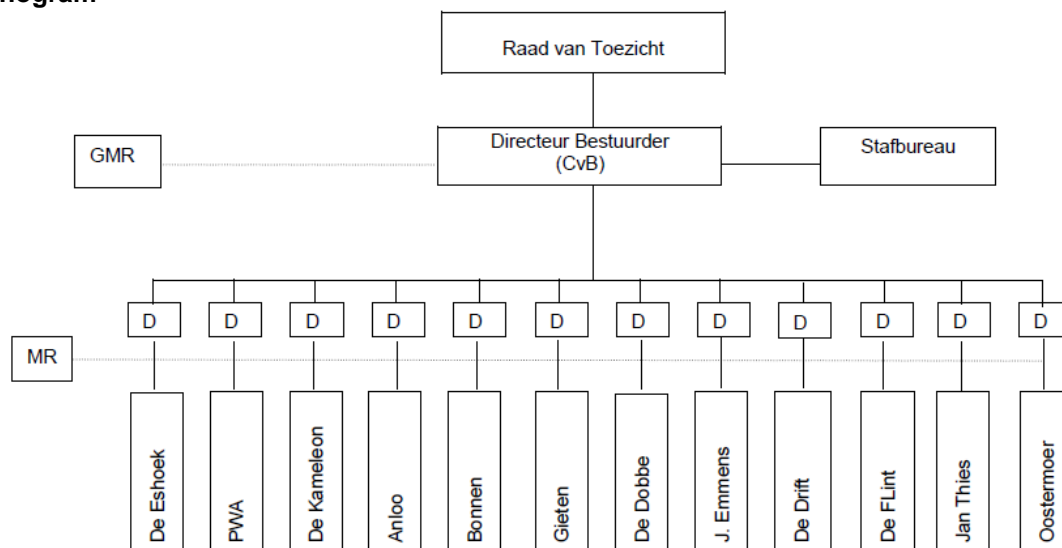 Raad van Toezicht
GMR
Directeur Bestuurder
(CvB)
Stafbureau
D D D D D D D D D D D D
MR
De Eshoek
PWA
De Kameleon
Anloo
Bonnen
Gieten
De Dobbe
J. Emmens
De Drift
De FLint
Jan Thies
Oostermoer